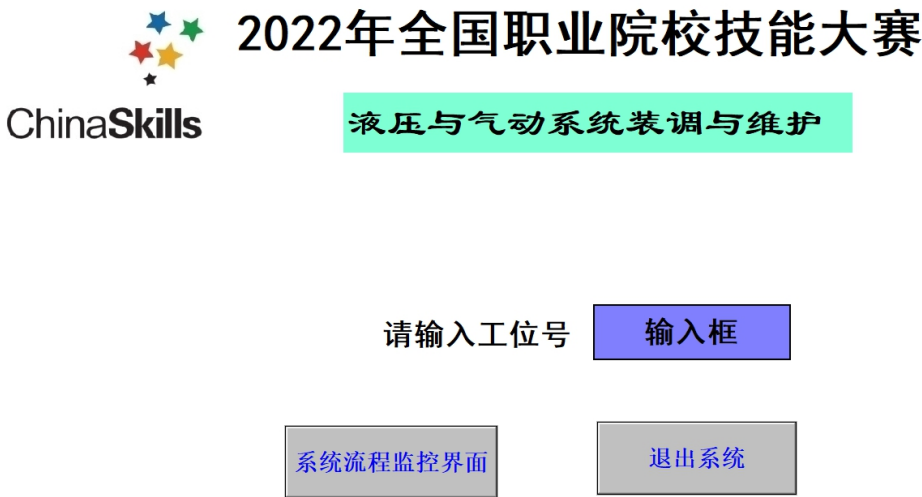 2022年全国职业院校技能大赛
ChinaSkills
液压与气动系统装调与维护
请输入工位号 输入框
系统流程监控界面 退出系统